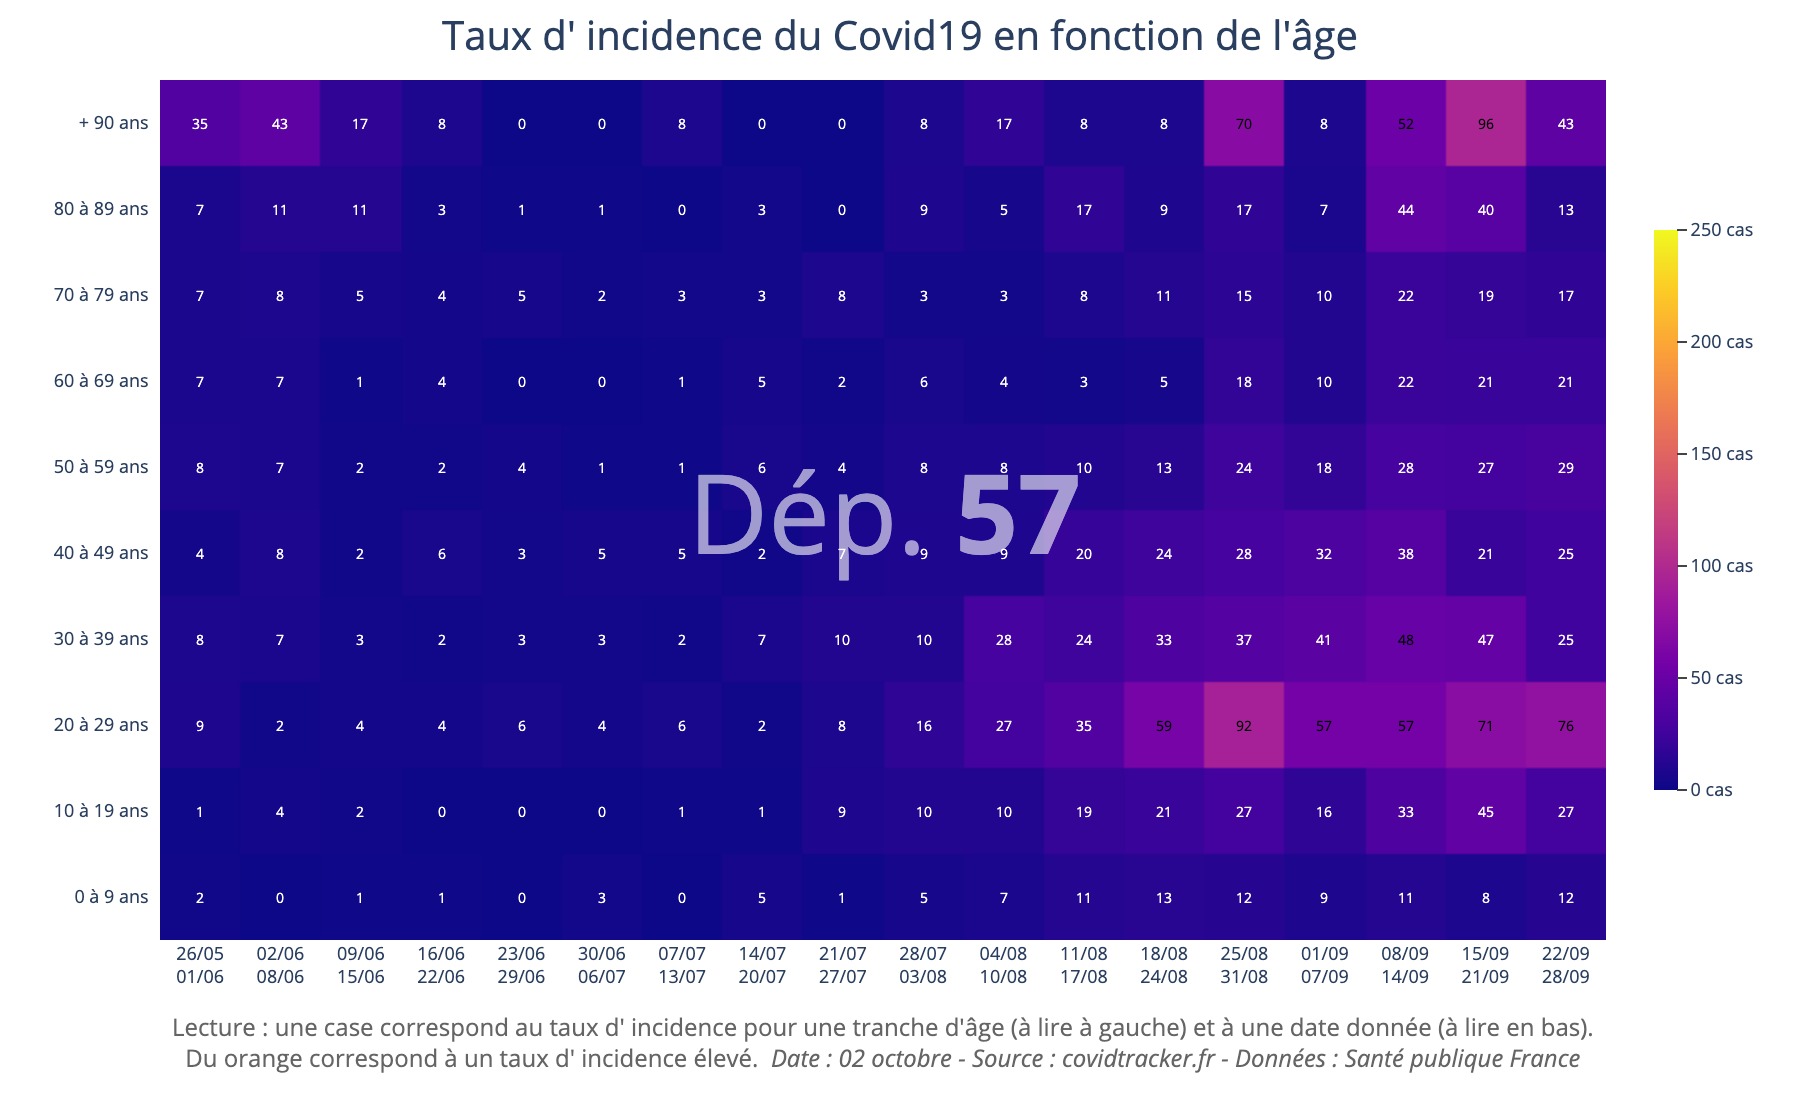 Taux d' incidence du Covid19 en fonction de l'âge
+ 90 ans 35 43 17 8 0 0 8 0 0 8 17 8 8 70 8 52 96 43
80 à 89 ans 7 11 11 3 1 1 0 3 0 9 5 17 9 17 7 44 40 13
70 à 79 ans 7 8 5 4 5 2 3 3 8 3 3 8 11 15 10 22 19 17
60 à 69 ans 7 7 1 4 0 0 1 5 2 6 4 3 5 18 10 22 21 21
50 à 59 ans 8 7 2 2 4 1 1 6 4 8 8 10 13 24 18 28 27 29
Dép. 57
40 à 49 ans 4 8 2 6 3 5 5 2 7 9 9 20 24 28 32 38 21 25
30 à 39 ans 8 7 3 2 3 3 2 7 10 10 28 24 33 37 41 48 47 25
20 à 29 ans 9 2 4 4 6 4 6 2 8 16 27 35 59 92 57 57 71 76
10 à 19 ans 1 4 2 0 0 0 1 1 9 10 10 19 21 27 16 33 45 27
0 à 9 ans 2 0 1 1 0 3 0 5 1 5 7 11 13 12 9 11 8 12
26/05 02/06 09/06 16/06 23/06 30/06 07/07 14/07 21/07 28/07 04/08 11/08 18/08 25/08 01/09 08/09 15/09 22/09
01/06 08/06 15/06 22/06 29/06 06/07 13/07 20/07 27/07 03/08 10/08 17/08 24/08 31/08 07/09 14/09 21/09 28/09
250 cas
200 cas
150 cas
100 cas
50 cas
0 cas
Lecture : une case correspond au taux d' incidence pour une tranche d'âge (à lire à gauche) et à une date donnée (à lire en bas).
Du orange correspond à un taux d' incidence élevé. Date : 02 octobre - Source : covidtracker.fr - Données : Santé publique France